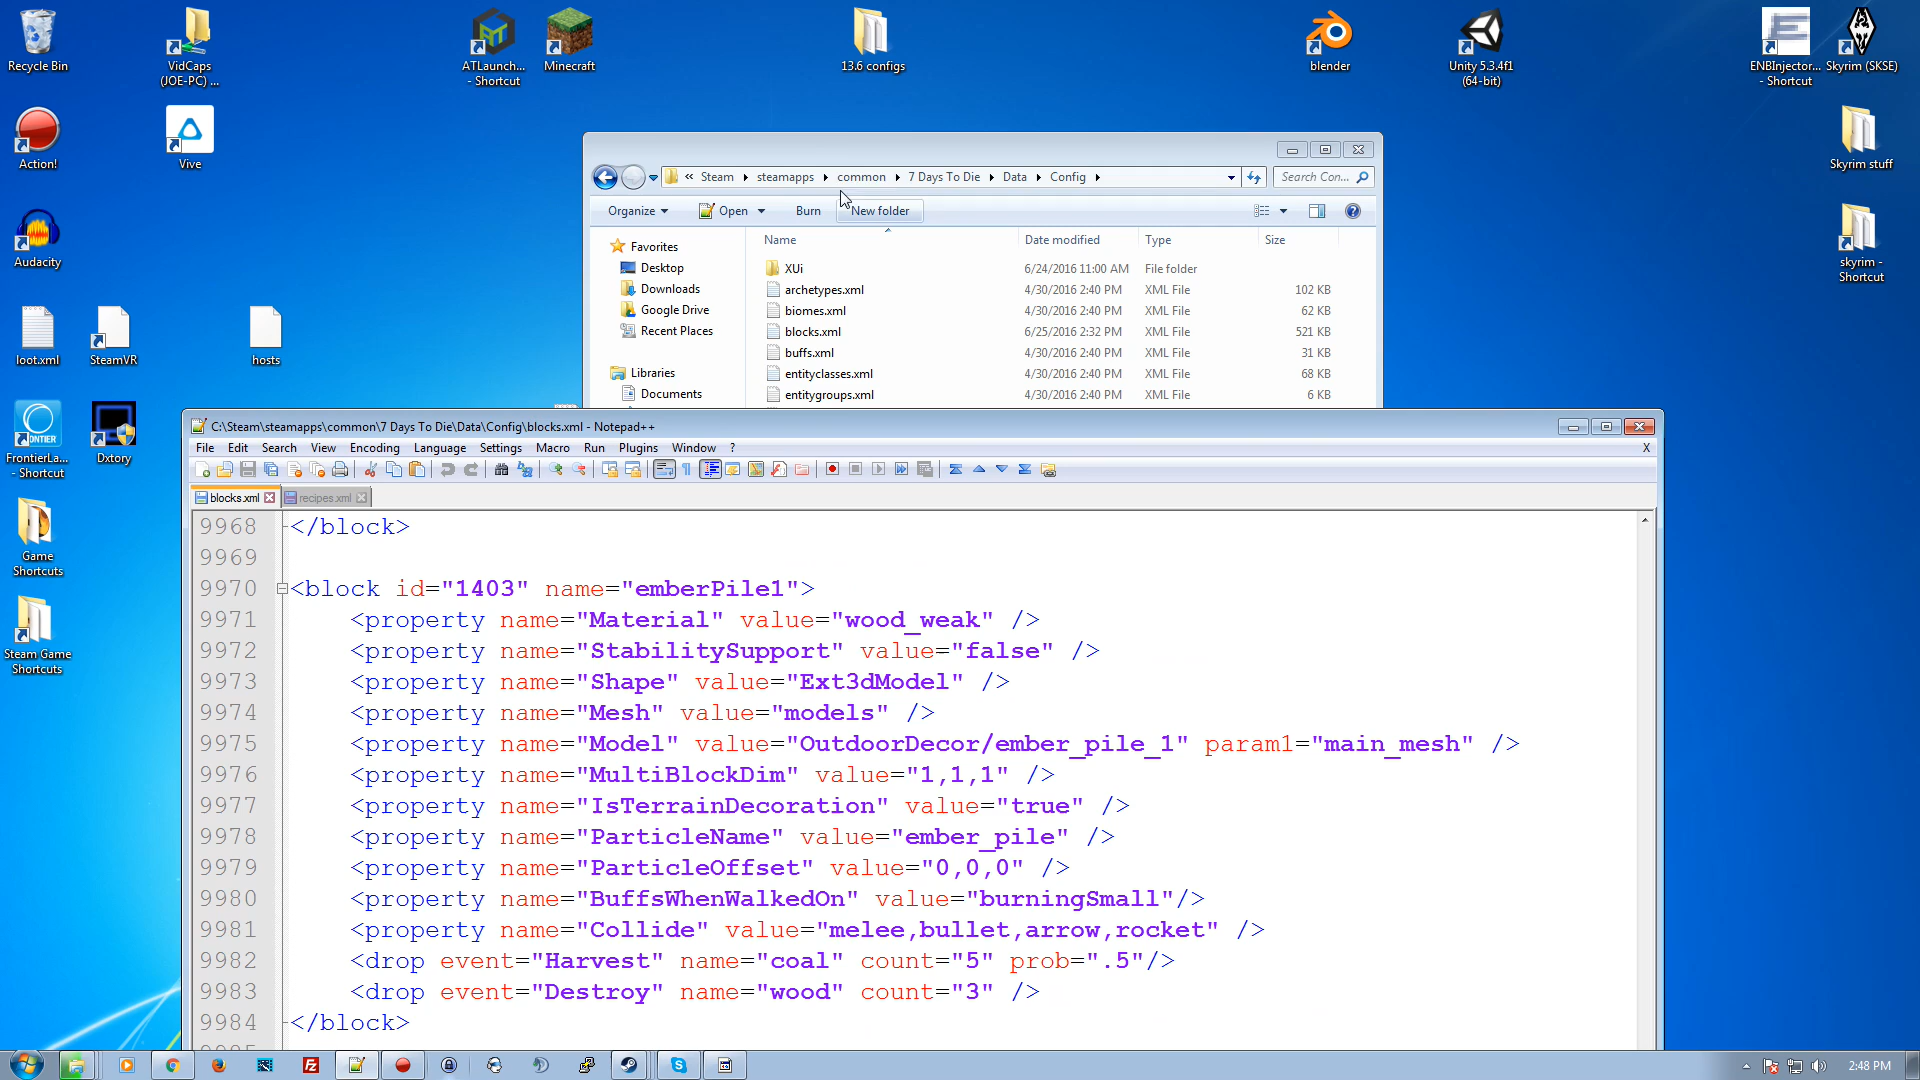 Recycle Bin
VidCaps
(JOE-PC) ...
ATLaunch...
- Shortcut
Minecraft
13.6 configs
blender
Unity 5.3.4f1
(64-bit)
ENBInjector...
- Shortcut
Skyrim (SKSE)
Action!
Vive
Skyrim stuff
Audacity
skyrim -
Shortcut
loot.xml
SteamVR
hosts
FrontierLa...
- Shortcut
Dxtory
Game
Shortcuts
Steam Game
Shortcuts
« Steam ▸ steamapps ▸ common ▸ 7 Days To Die ▸ Data ▸ Config ▸
Search Con...
Organize Open Burn New folder
Name Date modified Type Size
Favorites
Desktop
Downloads
Google Drive
Recent Places
Libraries
Documents
XUi 6/24/2016 11:00 AM File folder
archetypes.xml 4/30/2016 2:40 PM XML File 102 KB
biomes.xml 4/30/2016 2:40 PM XML File 62 KB
blocks.xml 6/25/2016 2:32 PM XML File 521 KB
buffs.xml 4/30/2016 2:40 PM XML File 31 KB
entityclasses.xml 4/30/2016 2:40 PM XML File 68 KB
entitygroups.xml 4/30/2016 2:40 PM XML File 6 KB
C:\Steam\steamapps\common\7 Days To Die\Data\Config\blocks.xml - Notepad++
File Edit Search View Encoding Language Settings Macro Run Plugins Window ? X
blocks.xml recipes.xml
9968 </block>
9969
9970 <block id="1403" name="emberPile1">
9971 <property name="Material" value="wood_weak" />
9972 <property name="StabilitySupport" value="false" />
9973 <property name="Shape" value="Ext3dModel" />
9974 <property name="Mesh" value="models" />
9975 <property name="Model" value="OutdoorDecor/ember_pile_1" param1="main_mesh" />
9976 <property name="MultiBlockDim" value="1,1,1" />
9977 <property name="IsTerrainDecoration" value="true" />
9978 <property name="ParticleName" value="ember_pile" />
9979 <property name="ParticleOffset" value="0,0,0" />
9980 <property name="BuffsWhenWalkedOn" value="burningSmall"/>
9981 <property name="Collide" value="melee,bullet,arrow,rocket" />
9982 <drop event="Harvest" name="coal" count="5" prob=".5"/>
9983 <drop event="Destroy" name="wood" count="3" />
9984 </block>
2:48 PM